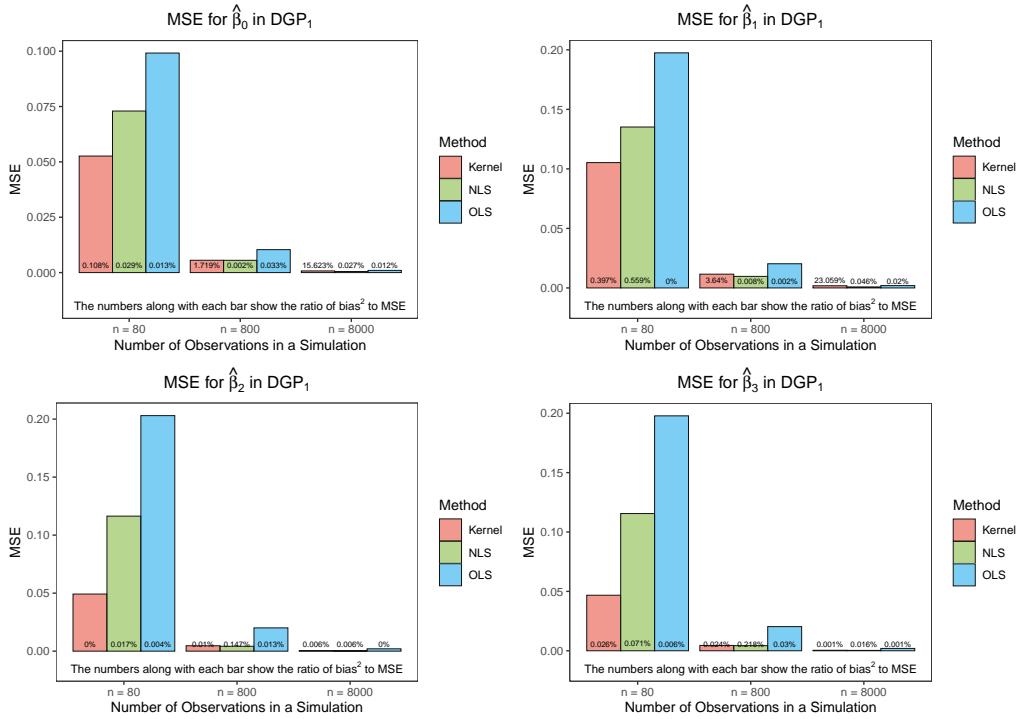 MSE for β̂0 in DGP1
0.100
0.075
0.050
0.025
0.000
MSE
0.108%
0.029%
0.013%
1.719%
0.002%
0.033%
15.623%
0.027%
0.012%
The numbers along with each bar show the ratio of bias² to MSE
n = 80
n = 800
n = 8000
Number of Observations in a Simulation
Method
Kernel
NLS
OLS
MSE for β̂1 in DGP1
0.20
0.15
0.10
0.05
0.00
MSE
0.397%
0.559%
0%
3.64%
0.008%
0.002%
23.059%
0.046%
0.02%
The numbers along with each bar show the ratio of bias² to MSE
n = 80
n = 800
n = 8000
Number of Observations in a Simulation
Method
Kernel
NLS
OLS
MSE for β̂2 in DGP1
0.20
0.15
0.10
0.05
0.00
MSE
0%
0.017%
0.004%
0.01%
0.147%
0.013%
0.006%
0.006%
0%
The numbers along with each bar show the ratio of bias² to MSE
n = 80
n = 800
n = 8000
Number of Observations in a Simulation
Method
Kernel
NLS
OLS
MSE for β̂3 in DGP1
0.20
0.15
0.10
0.05
0.00
MSE
0.026%
0.071%
0.006%
0.024%
0.218%
0.03%
0.001%
0.016%
0.001%
The numbers along with each bar show the ratio of bias² to MSE
n = 80
n = 800
n = 8000
Number of Observations in a Simulation
Method
Kernel
NLS
OLS